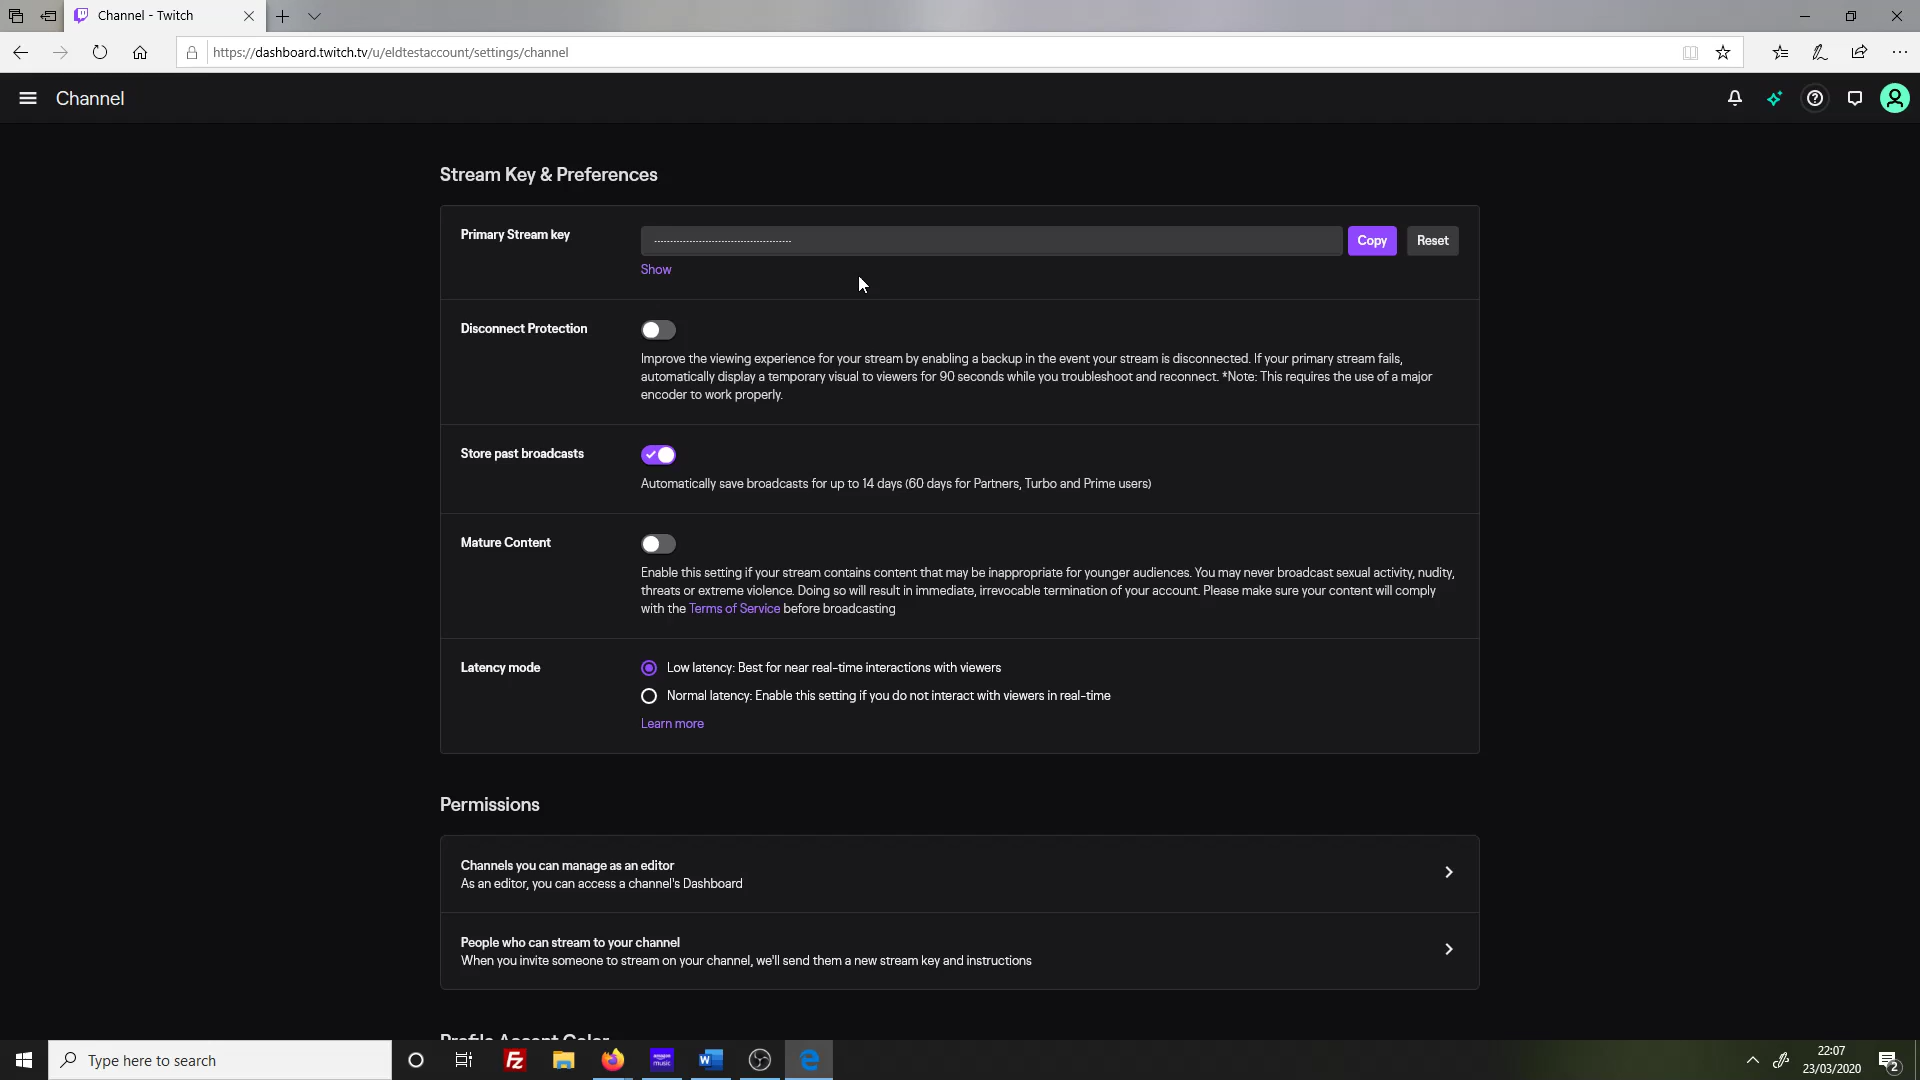 Channel - Twitch
https://dashboard.twitch.tv/u/eldtestaccount/settings/channel
Channel
Stream Key & Preferences
Primary Stream key
Copy
Reset
Show
Disconnect Protection
Improve the viewing experience for your stream by enabling a backup in the event your stream is disconnected. If your primary stream fails,
automatically display a temporary visual to viewers for 90 seconds while you troubleshoot and reconnect. *Note: This requires the use of a major
encoder to work properly.
Store past broadcasts
Automatically save broadcasts for up to 14 days (60 days for Partners, Turbo and Prime users)
Mature Content
Enable this setting if your stream contains content that may be inappropriate for younger audiences. You may never broadcast sexual activity, nudity,
threats or extreme violence. Doing so will result in immediate, irrevocable termination of your account. Please make sure your content will comply
with the Terms of Service before broadcasting
Latency mode
Low latency: Best for near real-time interactions with viewers
Normal latency: Enable this setting if you do not interact with viewers in real-time
Learn more
Permissions
Channels you can manage as an editor
As an editor, you can access a channel's Dashboard
People who can stream to your channel
When you invite someone to stream on your channel, we'll send them a new stream key and instructions
Profile Accent Color
Type here to search
Fz
amazon
music
W
22:07
23/03/2020
2